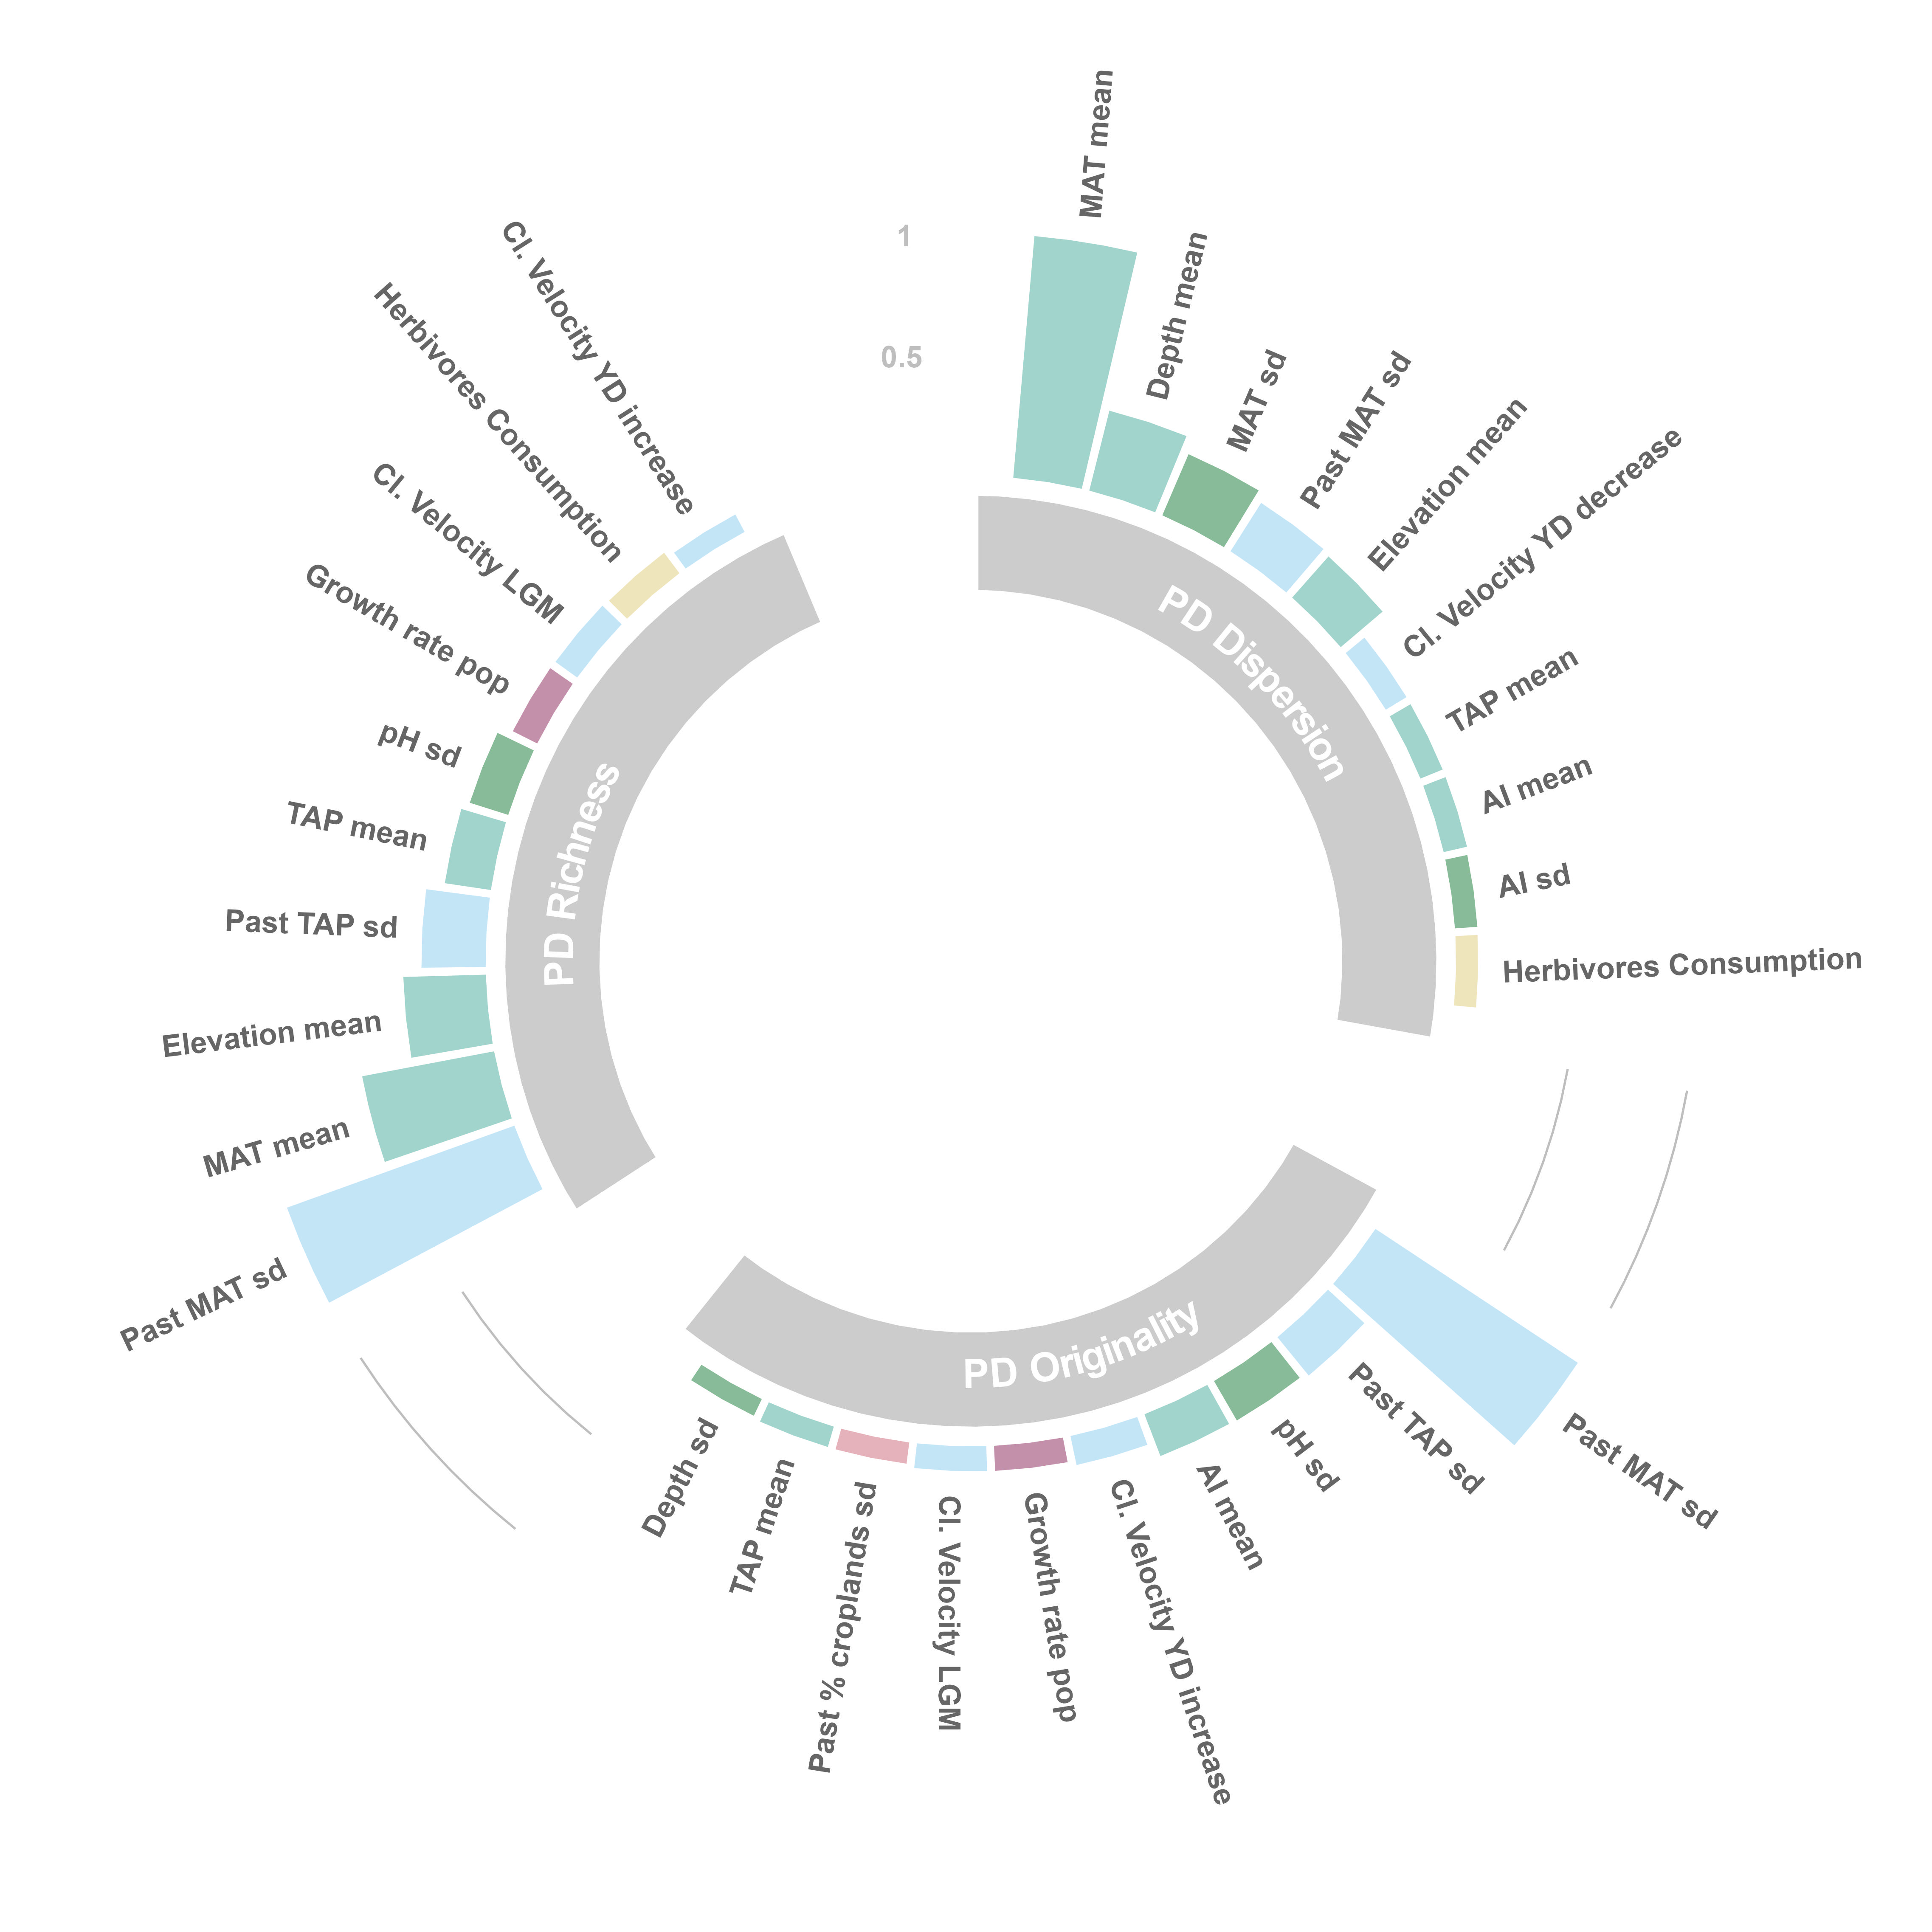 1
0.5
MAT mean
Depth mean
MAT sd
Past MAT sd
Elevation mean
Cl. Velocity YD decrease
TAP mean
AI mean
AI sd
Herbivores Consumption
PD Dispersion
Past MAT sd
Past TAP sd
pH sd
AI mean
Cl. Velocity YD increase
Growth rate pop
Cl. Velocity LGM
Past % croplands sd
TAP mean
Depth sd
PD Originality
Past MAT sd
MAT mean
Elevation mean
Past TAP sd
TAP mean
pH sd
Growth rate pop
Cl. Velocity LGM
Herbivores Consumption
Cl. Velocity YD increase
PD Richness